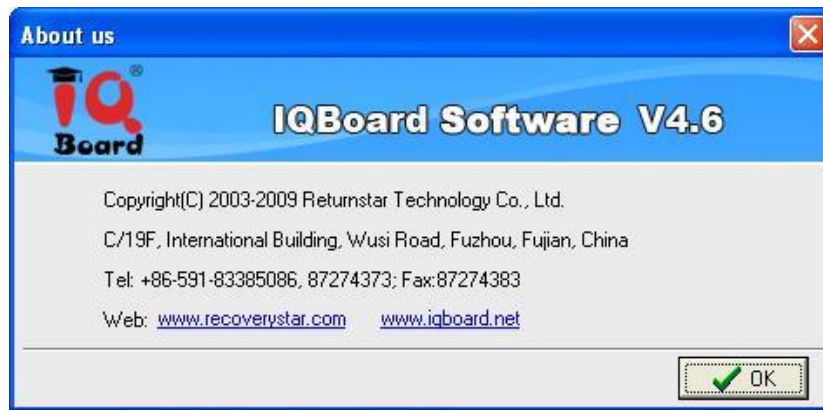 About us
iQ®
Board
IQBoard Software V4.6
Copyright(C) 2003-2009 Returnstar Technology Co., Ltd.
C/19F, International Building, Wusi Road, Fuzhou, Fujian, China
Tel: +86-591-83385086, 87274373; Fax:87274383
Web: www.recoverystar.com www.iqboard.net
OK